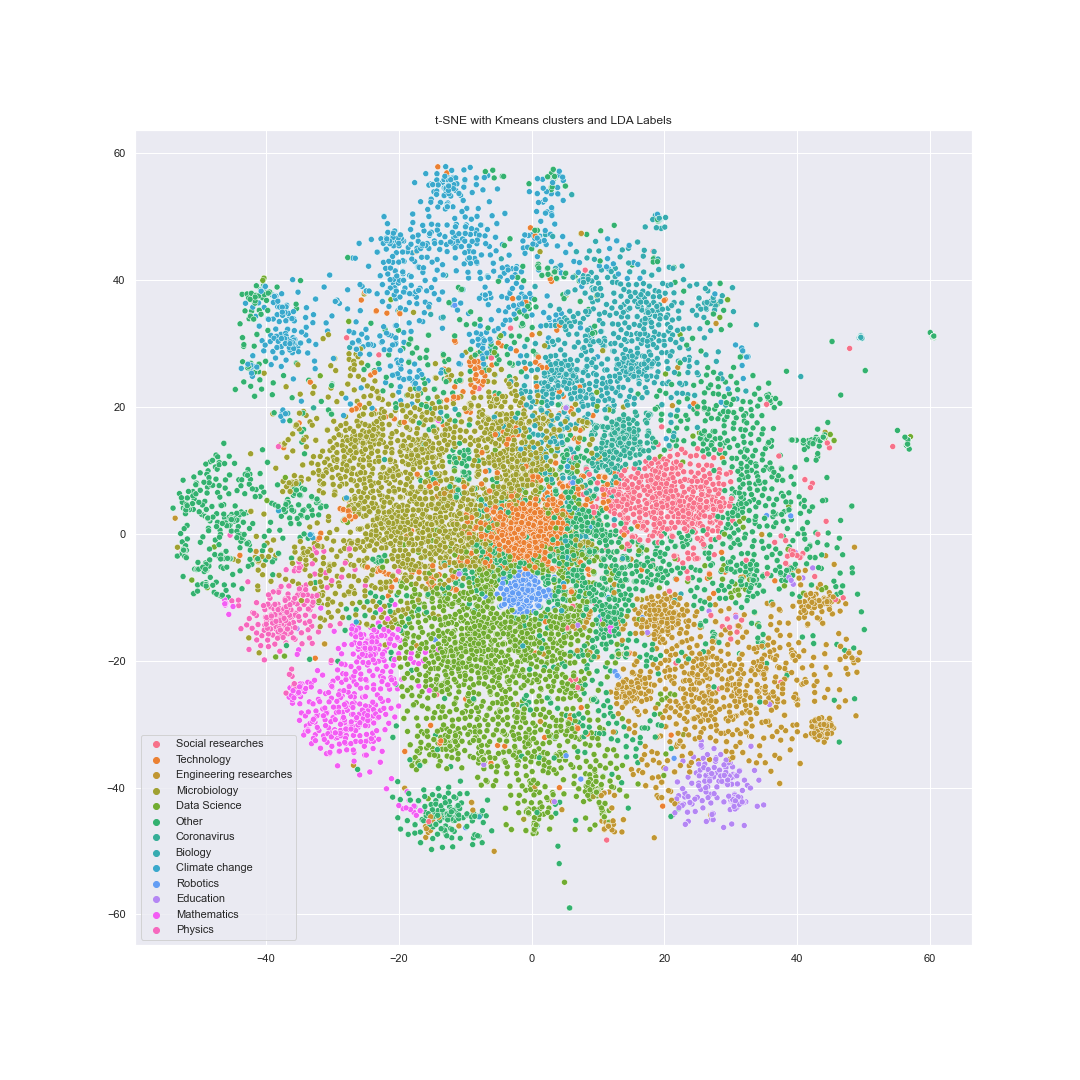 t-SNE with Kmeans clusters and LDA Labels
60
40
20
0
−20
−40
−60
Social researches
Technology
Engineering researches
Microbiology
Data Science
Other
Coronavirus
Biology
Climate change
Robotics
Education
Mathematics
Physics
−40 −20 0 20 40 60